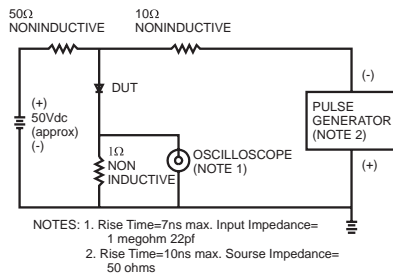 50Ω
NONINDUCTIVE
10Ω
NONINDUCTIVE
(+)
50Vdc
(approx)
(-)
DUT
1Ω
NON
INDUCTIVE
OSCILLOSCOPE
(NOTE 1)
(-)
PULSE
GENERATOR
(NOTE 2)
(+)
NOTES: 1. Rise Time=7ns max. Input Impedance=
1 megohm 22pf
2. Rise Time=10ns max. Sourse Impedance=
50 ohms